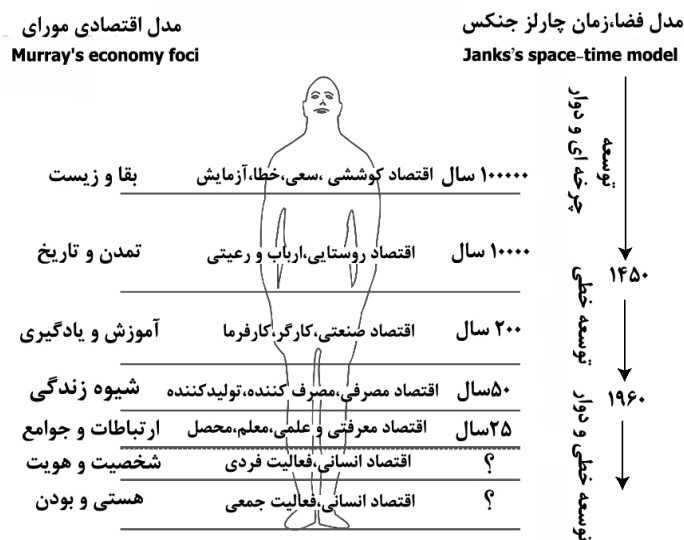 مدل اقتصادی مورای
Murray's economy foci
مدل فضا،زمان چارلز جنکس
Janks's space-time model
بقا و زیست
اقتصاد کوششی ،سعی،خطا،آزمایش
۱۰۰۰۰۰ سال
تمدن و تاریخ
اقتصاد روستایی،ارباب و رعیتی
۱۰۰۰۰ سال
آموزش و یادگیری
اقتصاد صنعتی،کارگر،کارفرما
۲۰۰ سال
شیوه زندگی
اقتصاد مصرفی،مصرف کننده،تولیدکننده
۵۰سال
ارتباطات و جوامع
اقتصاد معرفتی و علمی،معلم،محصل
۲۵سال
شخصیت و هویت
اقتصاد انسانی،فعالیت فردی
؟
هستی و بودن
اقتصاد انسانی،فعالیت جمعی
؟
توسعه
چرخه ای و دوار
۱۴۵۰
توسعه خطی
۱۹۶۰
توسعه خطی و دوار